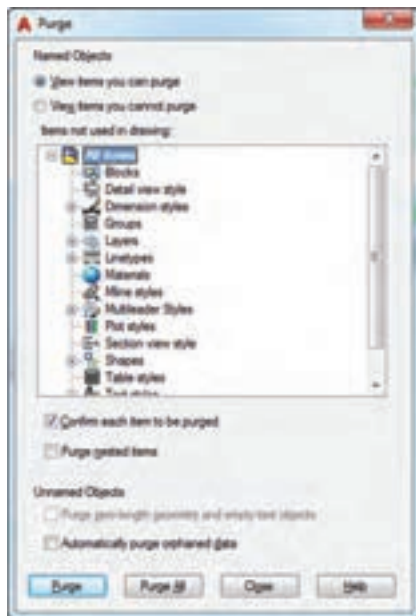 Purge
Named Objects
View items you can purge
View items you cannot purge
Items not used in drawing:
All items
Blocks
Detail view style
Dimension styles
Groups
Layers
Linetypes
Materials
Mline styles
Multileader Styles
Plot styles
Section view style
Shapes
Table styles
Text styles
Confirm each item to be purged
Purge nested items
Unnamed Objects
Purge zero-length geometry and empty text objects
Automatically purge orphaned data
Purge
Purge All
Close
Help